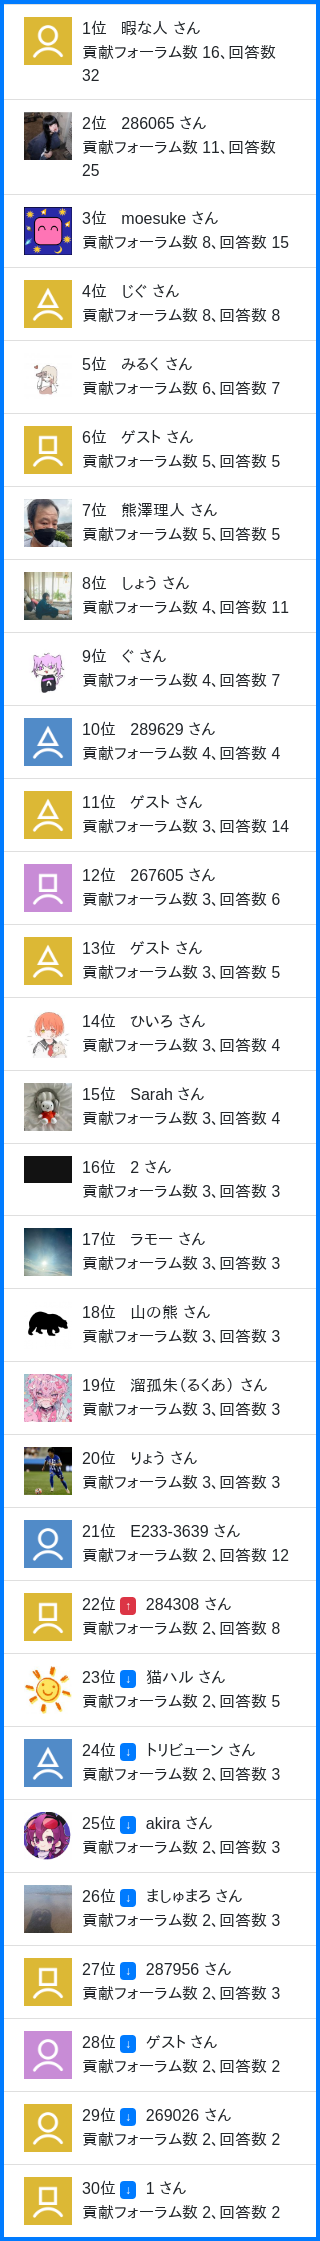 1位 暇な人 さん
貢献フォーラム数 16、回答数
32
2位 286065 さん
貢献フォーラム数 11、回答数
25
3位 moesuke さん
貢献フォーラム数 8、回答数 15
4位 じぐ さん
貢献フォーラム数 8、回答数 8
5位 みるく さん
貢献フォーラム数 6、回答数 7
6位 ゲスト さん
貢献フォーラム数 5、回答数 5
7位 熊澤理人 さん
貢献フォーラム数 5、回答数 5
8位 しょう さん
貢献フォーラム数 4、回答数 11
9位 ぐ さん
貢献フォーラム数 4、回答数 7
10位 289629 さん
貢献フォーラム数 4、回答数 4
11位 ゲスト さん
貢献フォーラム数 3、回答数 14
12位 267605 さん
貢献フォーラム数 3、回答数 6
13位 ゲスト さん
貢献フォーラム数 3、回答数 5
14位 ひいろ さん
貢献フォーラム数 3、回答数 4
15位 Sarah さん
貢献フォーラム数 3、回答数 4
16位 2 さん
貢献フォーラム数 3、回答数 3
17位 ラモー さん
貢献フォーラム数 3、回答数 3
18位 山の熊 さん
貢献フォーラム数 3、回答数 3
19位 溜孤朱(るくあ) さん
貢献フォーラム数 3、回答数 3
20位 りょう さん
貢献フォーラム数 3、回答数 3
21位 E233-3639 さん
貢献フォーラム数 2、回答数 12
22位 ↑ 284308 さん
貢献フォーラム数 2、回答数 8
23位 ↓ 猫ハル さん
貢献フォーラム数 2、回答数 5
24位 ↓ トリビューン さん
貢献フォーラム数 2、回答数 3
25位 ↓ akira さん
貢献フォーラム数 2、回答数 3
26位 ↓ ましゅまろ さん
貢献フォーラム数 2、回答数 3
27位 ↓ 287956 さん
貢献フォーラム数 2、回答数 3
28位 ↓ ゲスト さん
貢献フォーラム数 2、回答数 2
29位 ↓ 269026 さん
貢献フォーラム数 2、回答数 2
30位 ↓ 1 さん
貢献フォーラム数 2、回答数 2